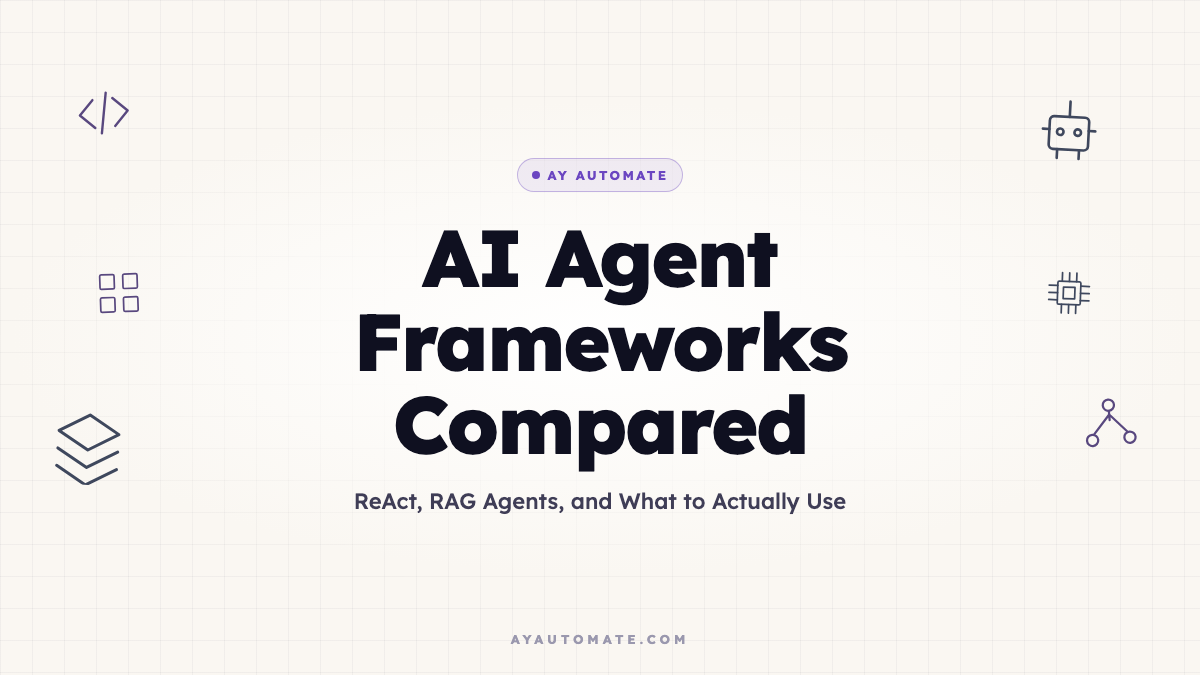 AY AUTOMATE
AI Agent
Frameworks
Compared
ReAct, RAG Agents, and What to Actually Use
AYAUTOMATE.COM